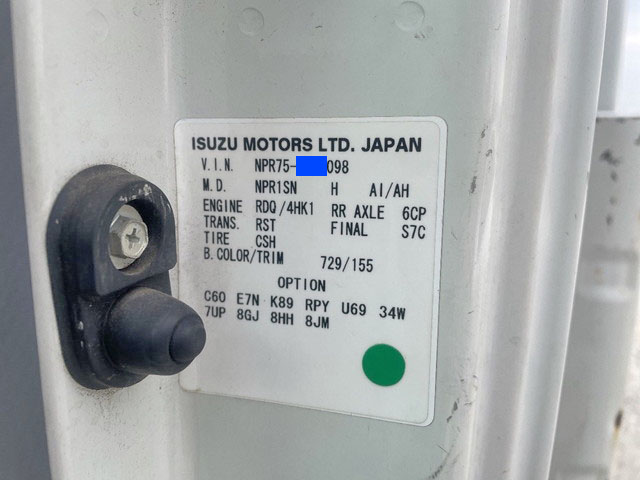 ISUZU MOTORS LTD. JAPAN
V.I.N. NPR75- 098
M.D. NPR1SN H AI/AH
ENGINE RDQ/4HK1 RR AXLE 6CP
TRANS. RST FINAL S7C
TIRE CSH
B.COLOR/TRIM 729/155
OPTION
C60 E7N K89 RPY U69 34W
7UP 8GJ 8HH 8JM